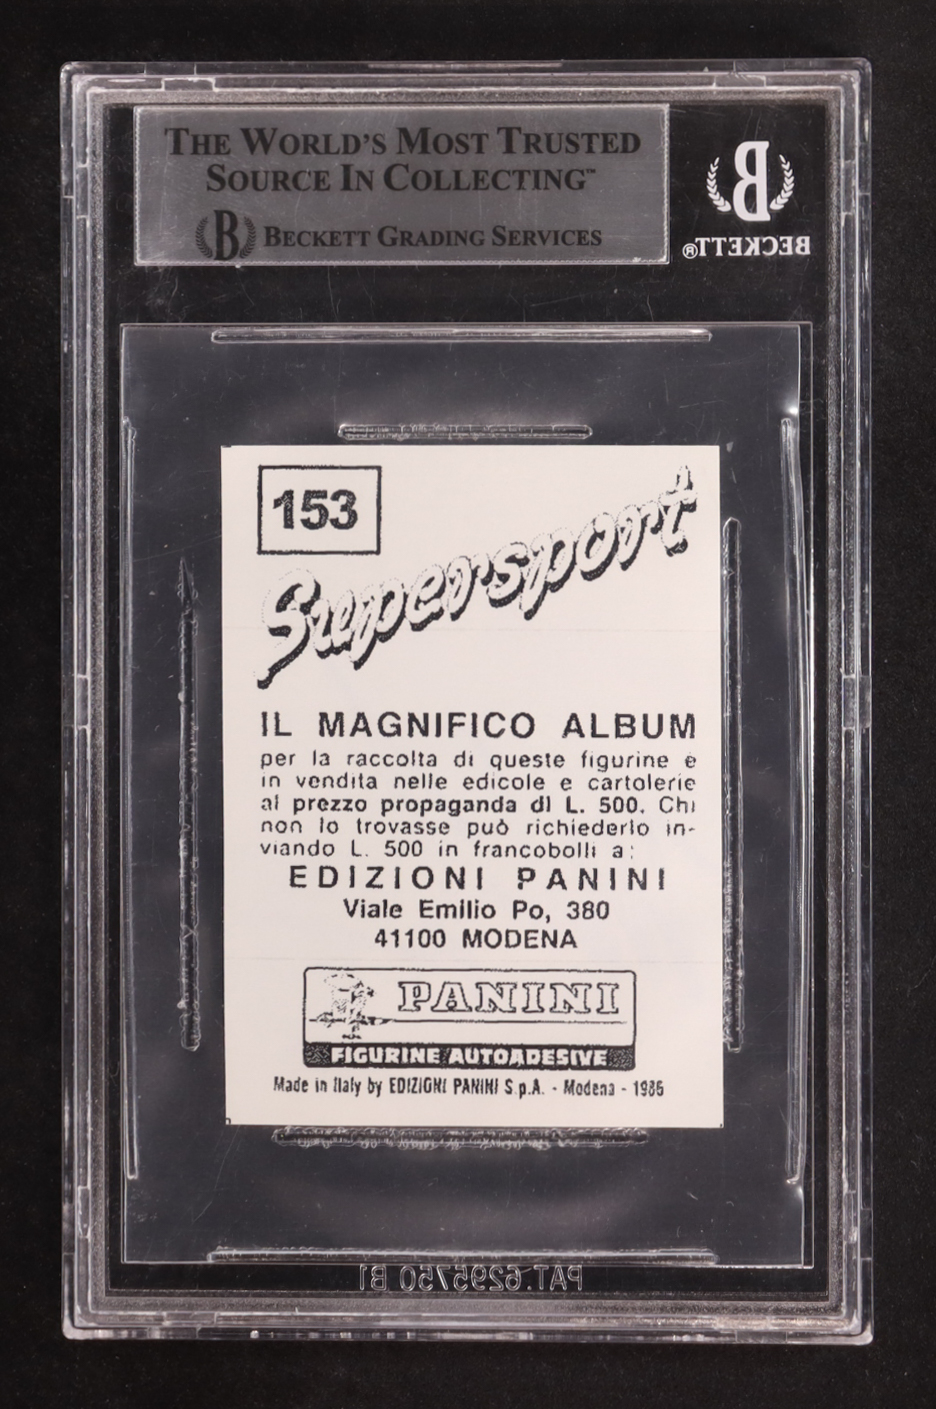 THE WORLD'S MOST TRUSTED
SOURCE IN COLLECTING™
B BECKETT GRADING SERVICES
B
BECKETT®
153
Supersport
IL MAGNIFICO ALBUM
per la raccolta di queste figurine è
in vendita nelle edicole e cartolerie
al prezzo propaganda di L. 500. Chi
non lo trovasse può richiederlo in-
viando L. 500 in francobolli a:
EDIZIONI PANINI
Viale Emilio Po, 380
41100 MODENA
PANINI
FIGURINE AUTOADESIVE
Made in Italy by EDIZIONI PANINI S.p.A. - Modena - 1986
PAT.6295750 B1